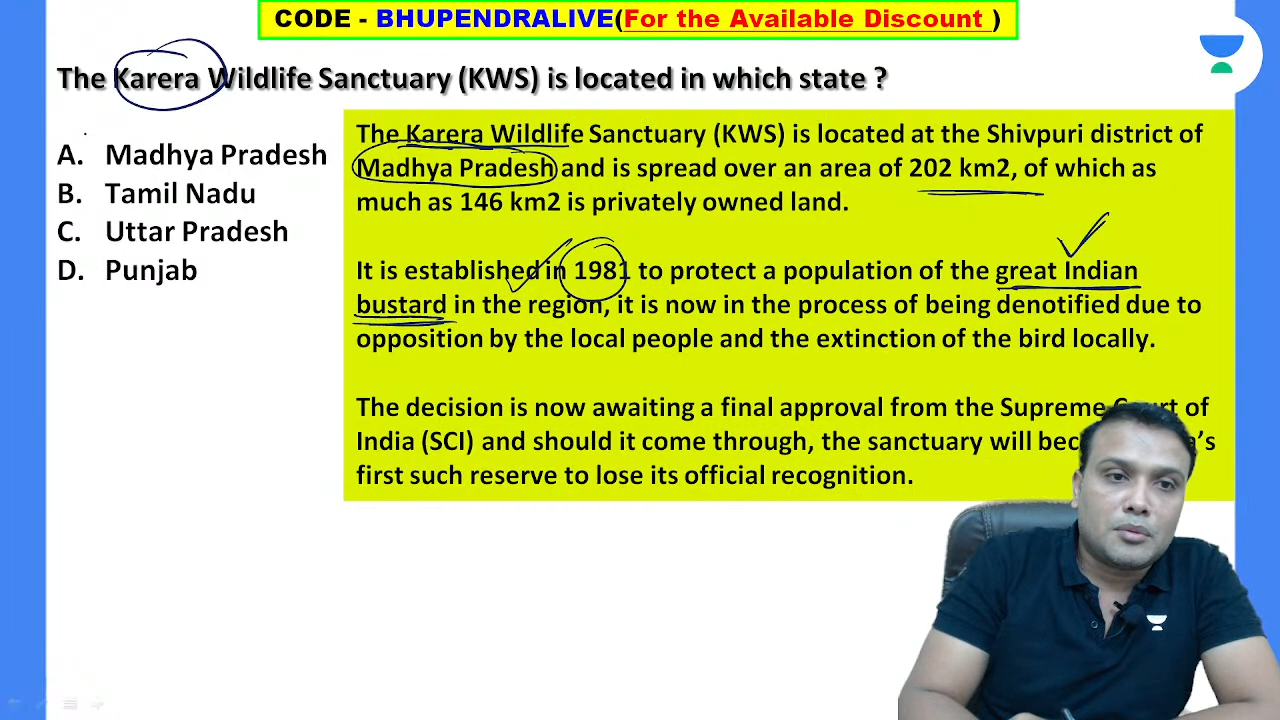 CODE - BHUPENDRALIVE(For the Available Discount )
The Karera Wildlife Sanctuary (KWS) is located in which state ?
A. Madhya Pradesh
B. Tamil Nadu
C. Uttar Pradesh
D. Punjab
The Karera Wildlife Sanctuary (KWS) is located at the Shivpuri district of
Madhya Pradesh and is spread over an area of 202 km2, of which as
much as 146 km2 is privately owned land.
It is established in 1981 to protect a population of the great Indian
bustard in the region, it is now in the process of being denotified due to
opposition by the local people and the extinction of the bird locally.
The decision is now awaiting a final approval from the Supreme Court of
India (SCI) and should it come through, the sanctuary will
first such reserve to lose its official recognition.